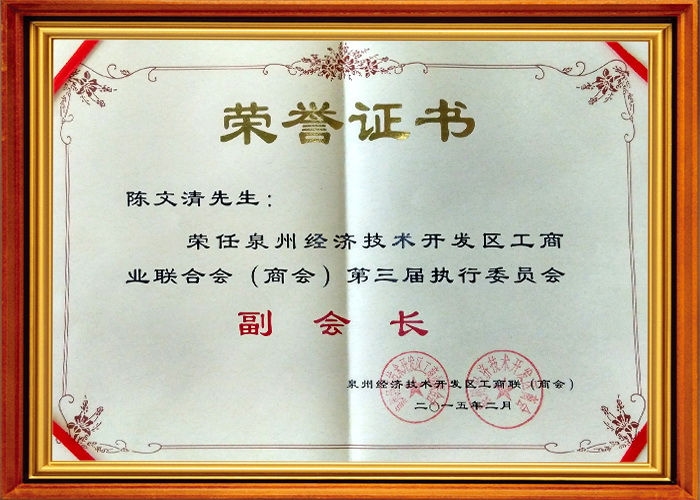 荣誉证书
陈文清先生：
荣任泉州经济技术开发区工商
业联合会（商会）第三届执行委员会
副会长
泉州经济技术开发区工商联（商会）
二〇一五年二月